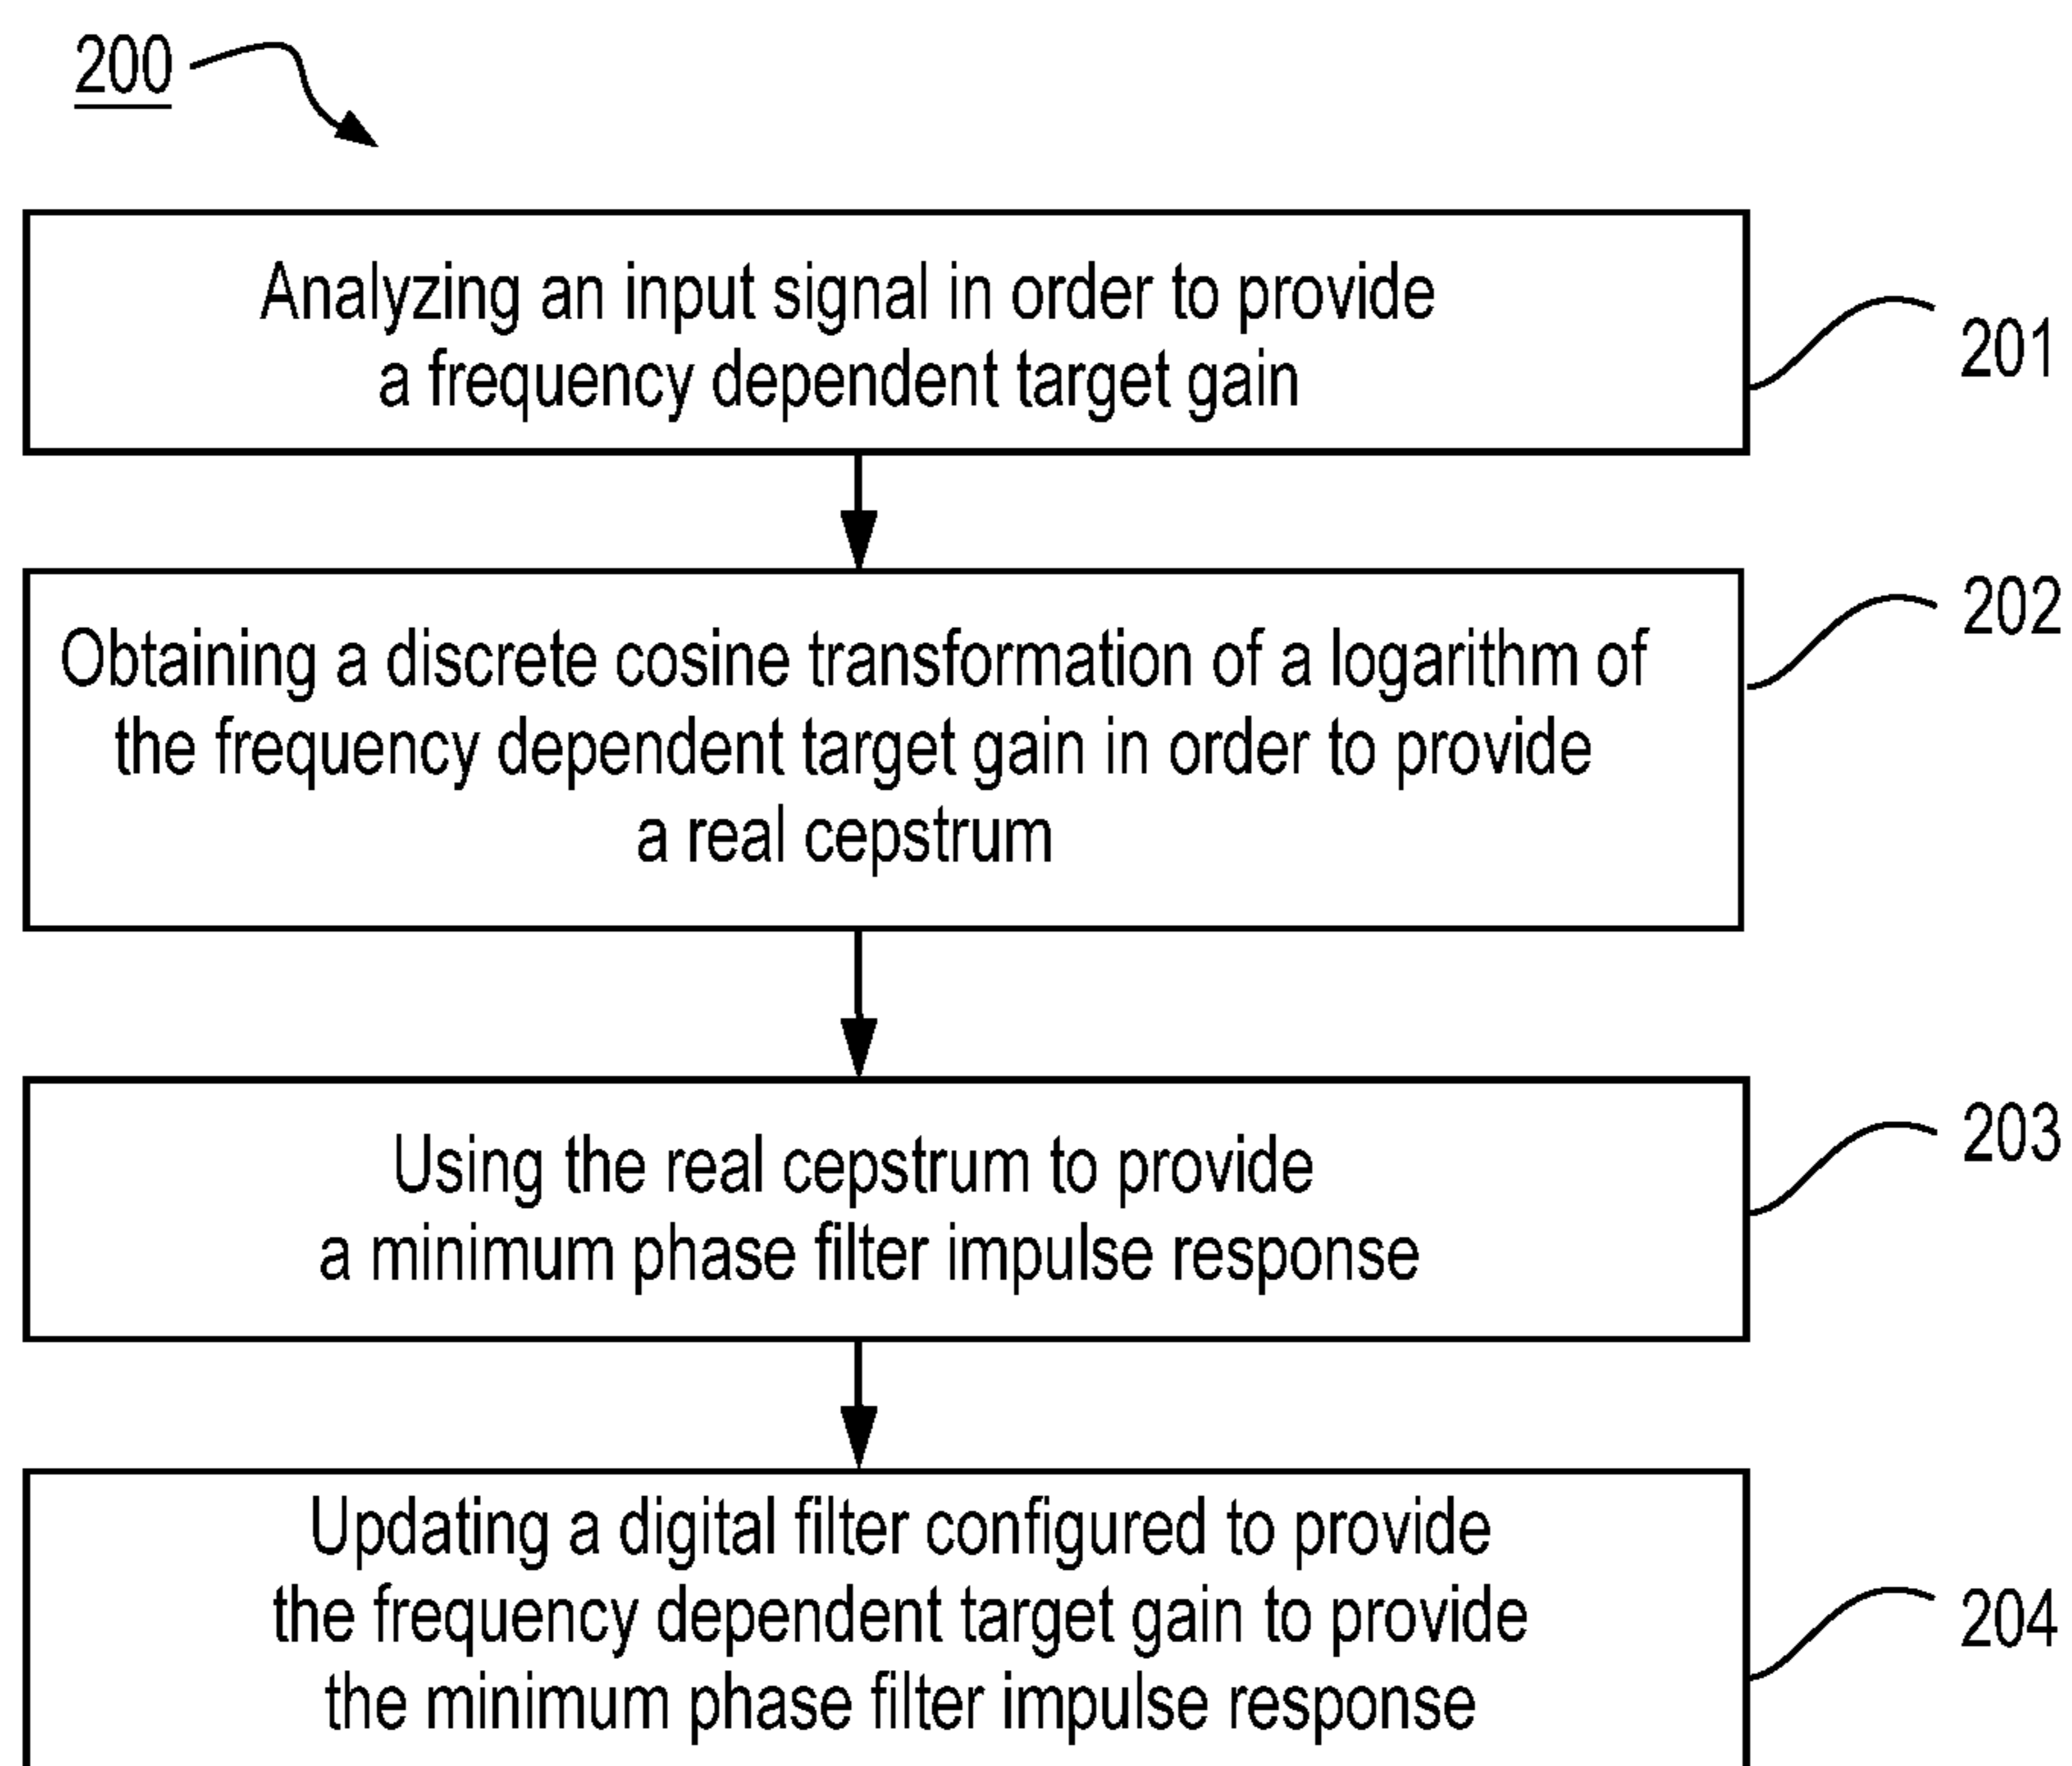 200
Analyzing an input signal in order to provide
a frequency dependent target gain
201
Obtaining a discrete cosine transformation of a logarithm of
the frequency dependent target gain in order to provide
a real cepstrum
202
Using the real cepstrum to provide
a minimum phase filter impulse response
203
Updating a digital filter configured to provide
the frequency dependent target gain to provide
the minimum phase filter impulse response
204